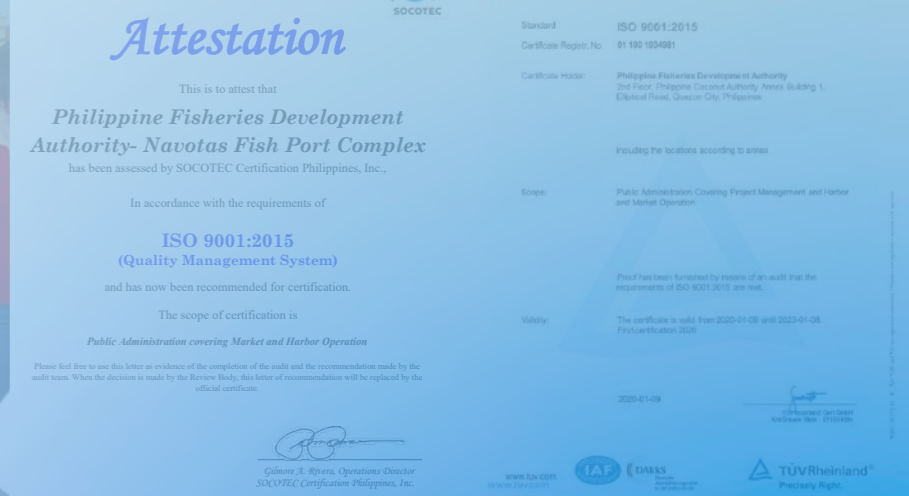 SOCOTEC
Attestation
This is to attest that
Philippine Fisheries Development
Authority- Navotas Fish Port Complex
has been assessed by SOCOTEC Certification Philippines, Inc.,
In accordance with the requirements of
ISO 9001:2015
(Quality Management System)
and has now been recommended for certification.
The scope of certification is
Public Administration covering Market and Harbor Operation
Please feel free to use this letter as evidence of the completion of the audit and the recommendation made by the
audit team. When the decision is made by the Review Body, this letter of recommendation will be replaced by the
official certificate.
Gilmore A. Rivera, Operations Director
SOCOTEC Certification Philippines, Inc.
Standard ISO 9001:2015
Certificate Registr. No. 01 100
Certificate Holder: Philippine Fisheries Development Authority
2nd Floor, Philippine Coconut Authority Annex Building 1,
Elliptical Road, Quezon City, Philippines
Including the locations according to annex
Scope: Public Administration Covering Project Management and Harbor
and Market Operation
Proof has been furnished by means of an audit that the
requirements of ISO 9001:2015 are met.
Validity: The certificate is valid from 2020-01-09 until 2023-01-08.
First certification 2020
2020-01-09
TÜV Rheinland Cert GmbH
www.tuv.com
www.tuv.com
IAF
DAkkS
TÜVRheinland®
Precisely Right.